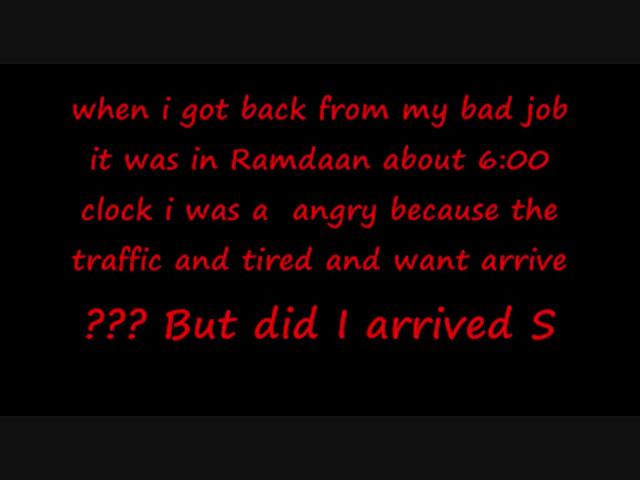 when i got back from my bad job
it was in Ramdaan about 6:00
clock i was a angry because the
traffic and tired and want arrive
??? But did I arrived S